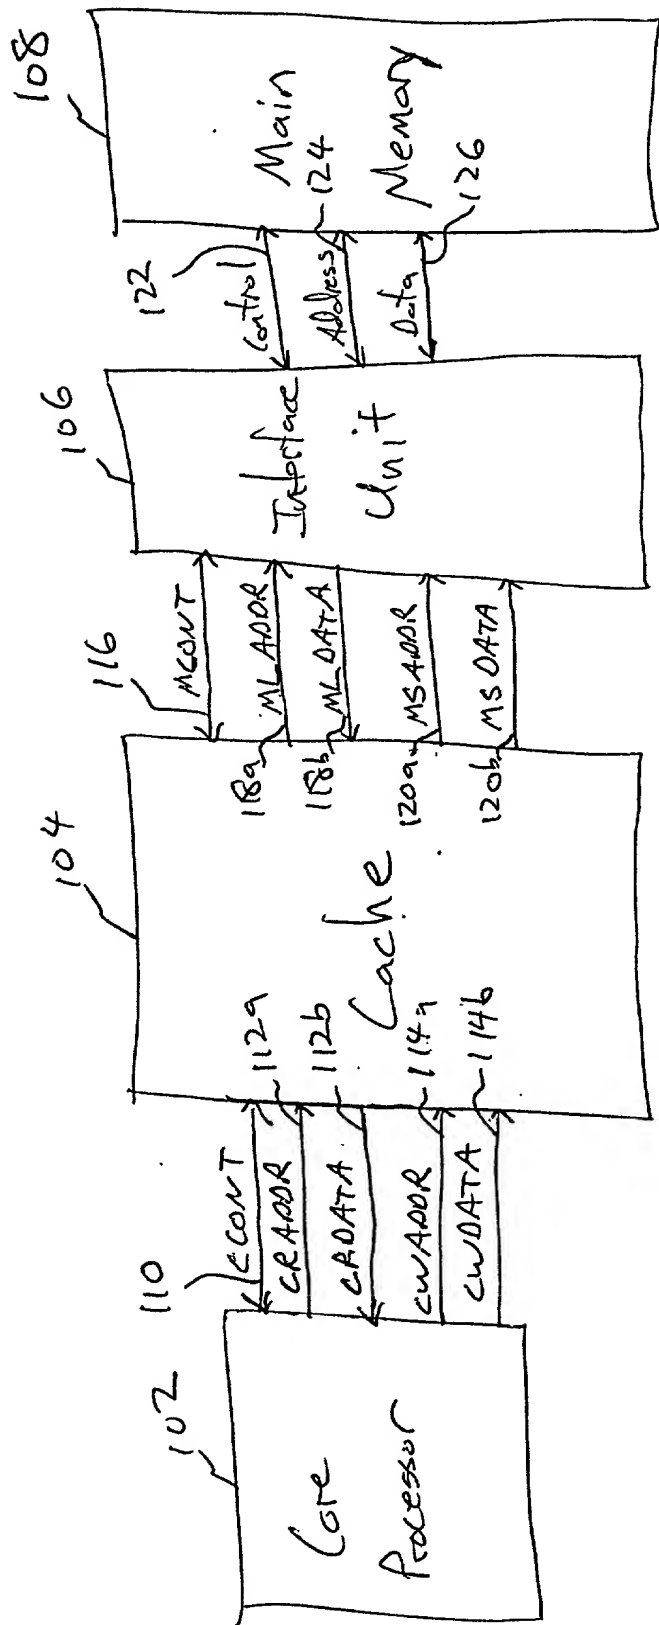 102
Core
Processor
110
CCONT
CRADDR
112a
CRDATA
112b
CWADDR
114a
CWDATA
114b
104
Cache
116
MCONT
118a
MLADDR
118b
MLDATA
120a
MSADDR
120b
MSDATA
106
Interface
Unit
122
Control
Address
124
Data
126
108
Main
Memory